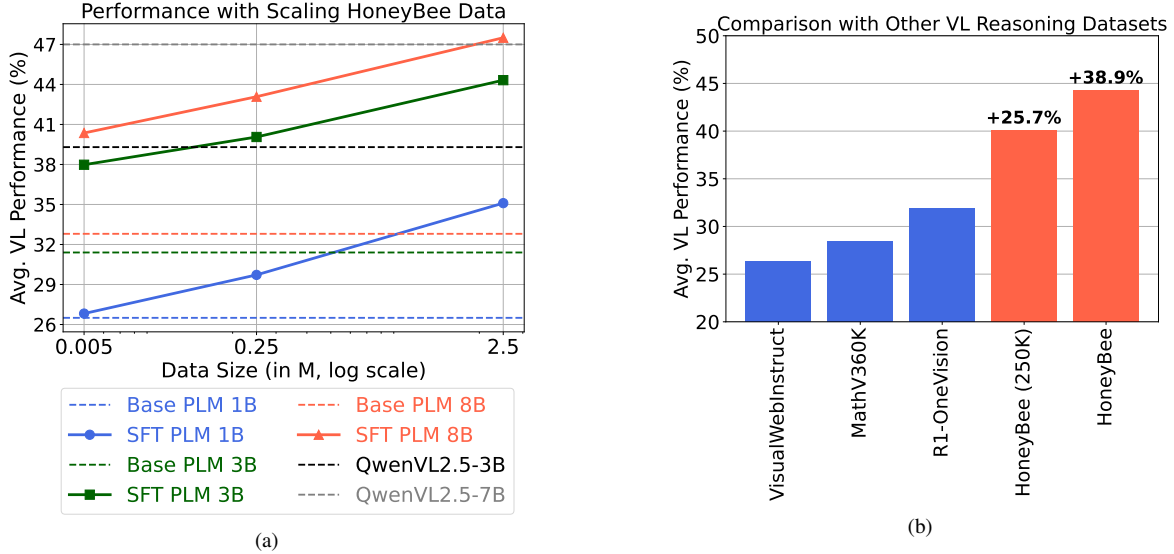 Performance with Scaling HoneyBee Data
Avg. VL Performance (%)
47
44
41
38
35
32
29
26
0.005
0.25
2.5
Data Size (in M, log scale)
Base PLM 1B
SFT PLM 1B
Base PLM 3B
SFT PLM 3B
Base PLM 8B
SFT PLM 8B
QwenVL2.5-3B
QwenVL2.5-7B
(a)
Comparison with Other VL Reasoning Datasets
Avg. VL Performance (%)
50
45
40
35
30
25
20
+25.7%
+38.9%
VisualWebInstruct
MathV360K
R1-OneVision
HoneyBee (250K)
HoneyBee
(b)